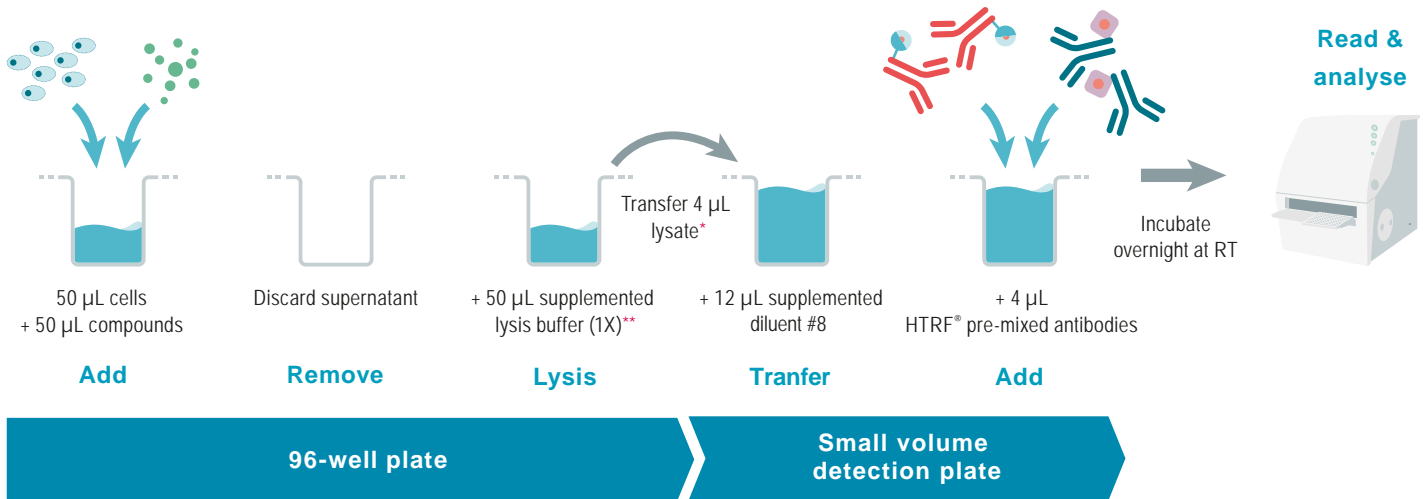 Read &
analyse
Transfer 4 µL
lysate*
Incubate
overnight at RT
50 µL cells
+ 50 µL compounds
Discard supernatant
+ 50 µL supplemented
lysis buffer (1X)**
+ 12 µL supplemented
diluent #8
+ 4 µL
HTRF® pre-mixed antibodies
Add
Remove
Lysis
Tranfer
Add
96-well plate
Small volume
detection plate